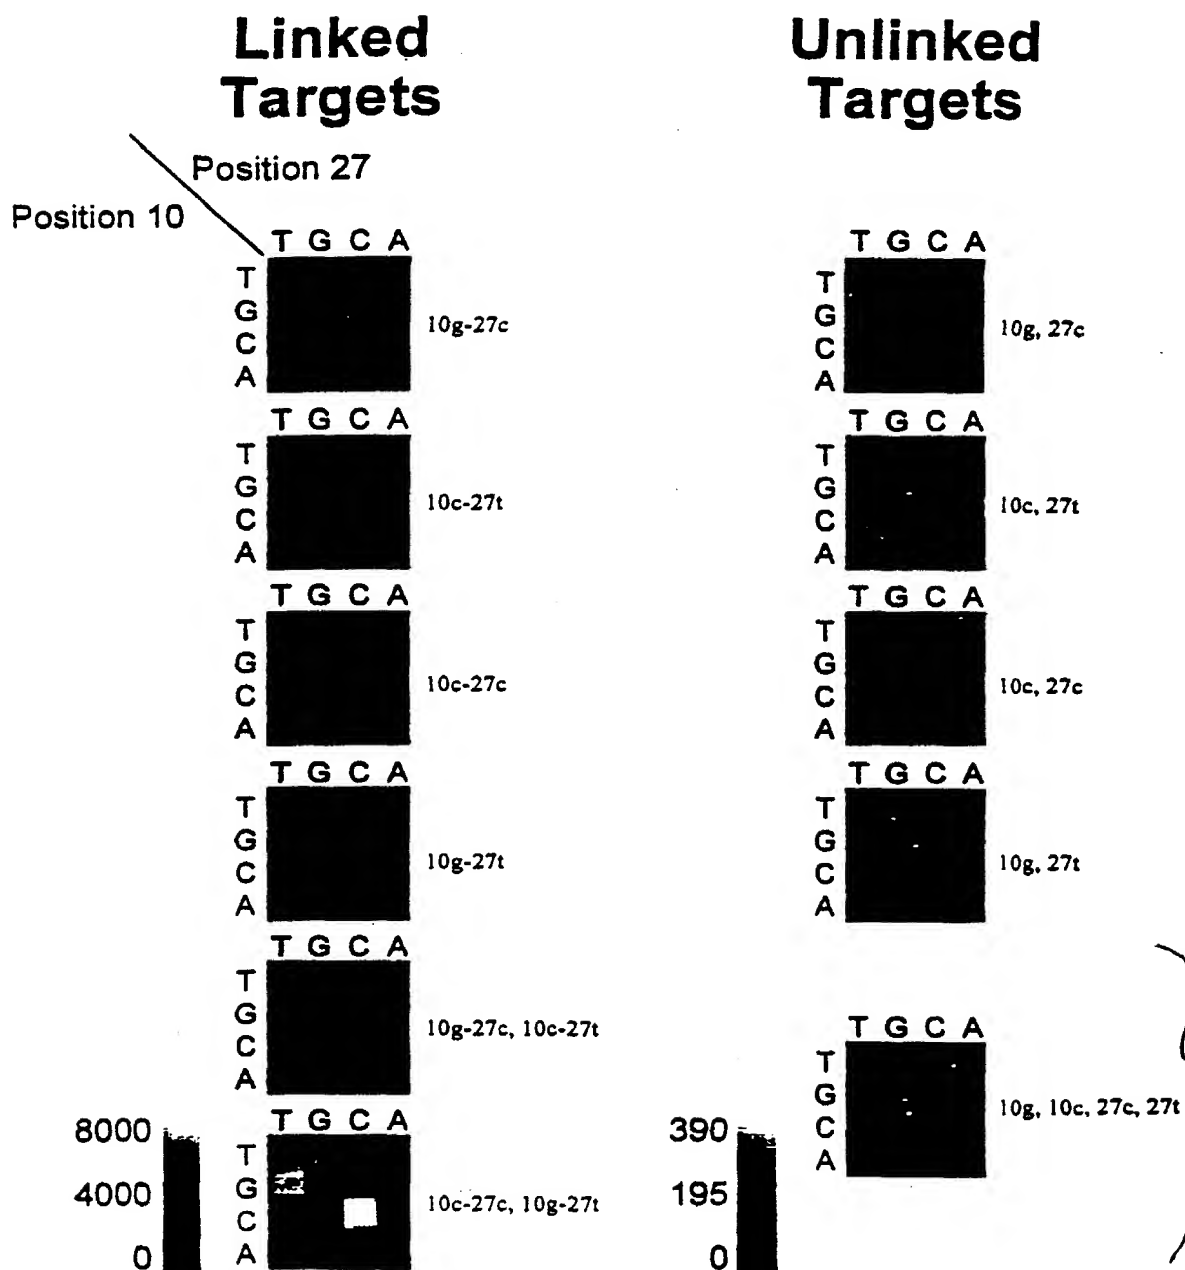 Linked
Targets
Position 27
Position 10
T G C A
T
G
C
A
10g-27c
T G C A
T
G
C
A
10c-27t
T G C A
T
G
C
A
10c-27c
T G C A
T
G
C
A
10g-27t
T G C A
T
G
C
A
10g-27c, 10c-27t
T G C A
T
G
C
A
10c-27c, 10g-27t
8000
4000
0
Unlinked
Targets
T G C A
T
G
C
A
10g, 27c
T G C A
T
G
C
A
10c, 27t
T G C A
T
G
C
A
10c, 27c
T G C A
T
G
C
A
10g, 27t
T G C A
T
G
C
A
10g, 10c, 27c, 27t
390
195
0